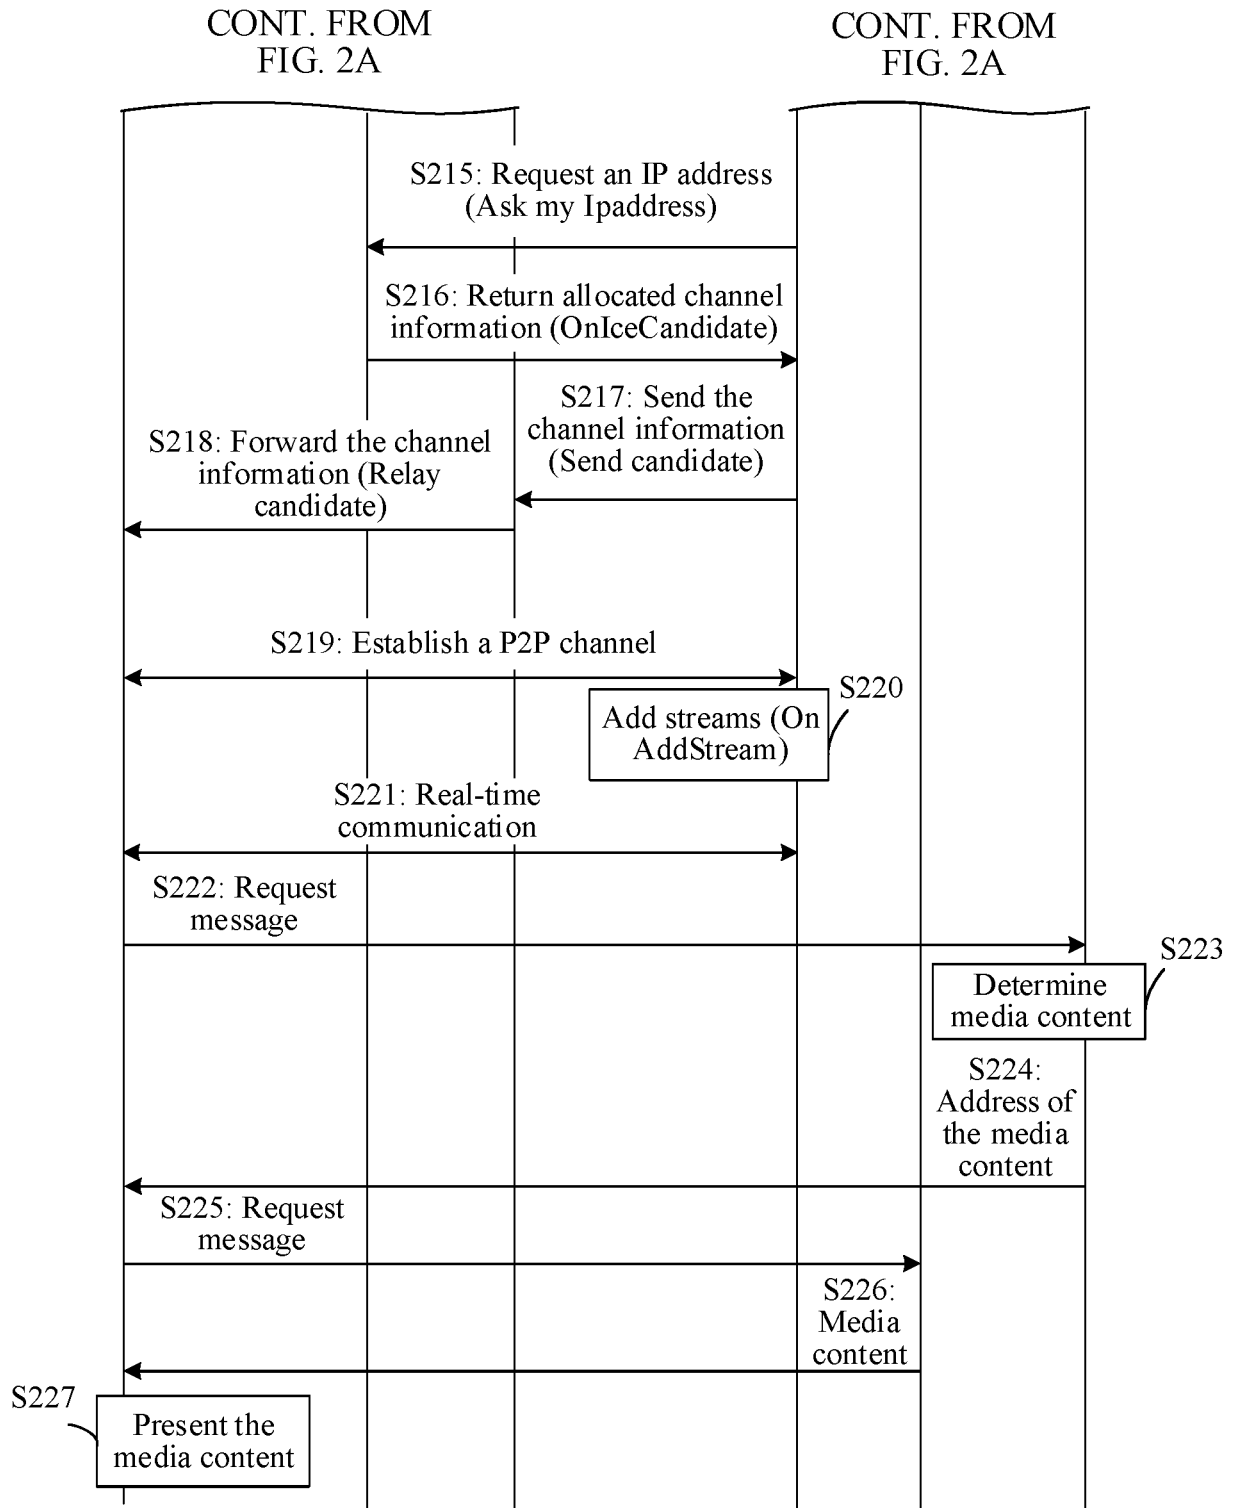 CONT. FROM
FIG. 2A
CONT. FROM
FIG. 2A
S215: Request an IP address
(Ask my Ipaddress)
S216: Return allocated channel
information (OnIceCandidate)
S217: Send the
channel information
(Send candidate)
S218: Forward the channel
information (Relay
candidate)
S219: Establish a P2P channel
S220
Add streams (On
AddStream)
S221: Real-time
communication
S222: Request
message
S223
Determine
media content
S224:
Address of
the media
content
S225: Request
message
S226:
Media
content
S227
Present the
media content